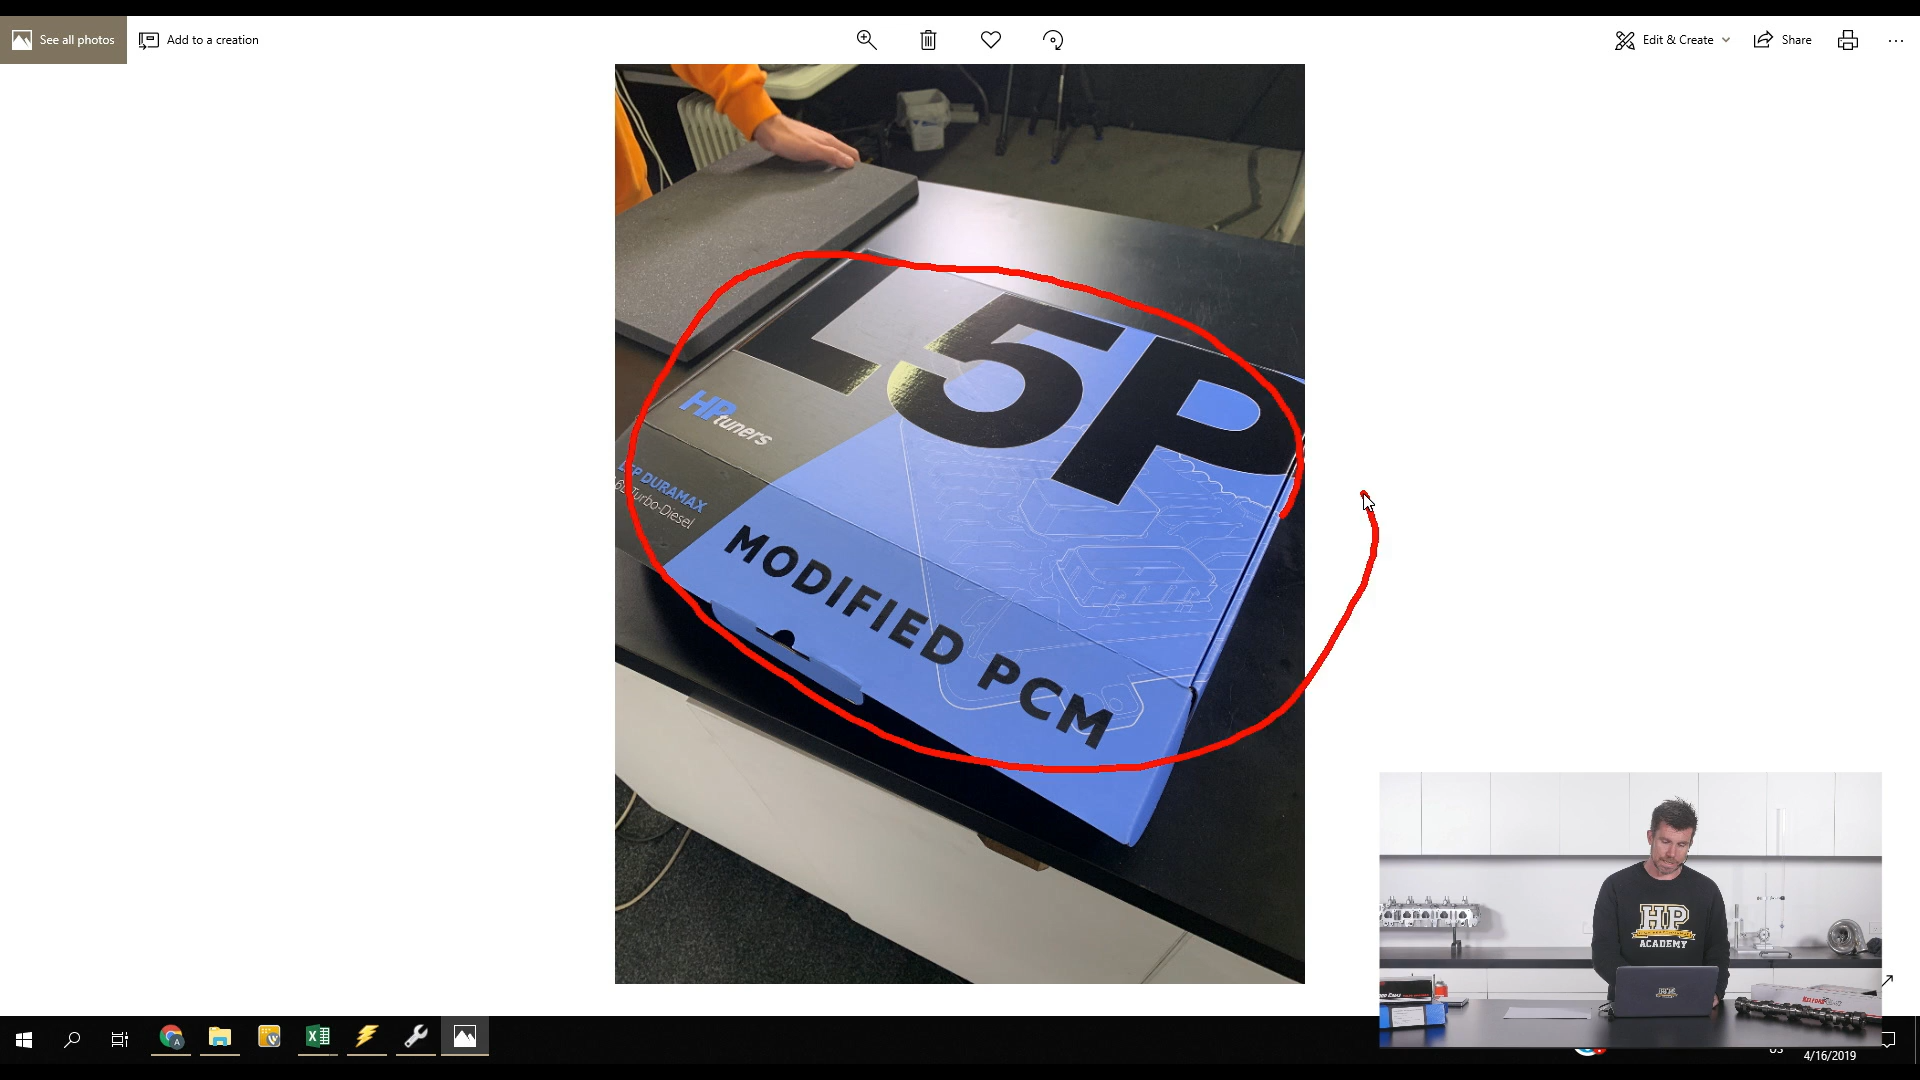 See all photos
Add to a creation
Edit & Create
Share
L5P
HP tuners
L5P DURAMAX
Turbo-Diesel
MODIFIED PCM
HP
ACADEMY
4/16/2019